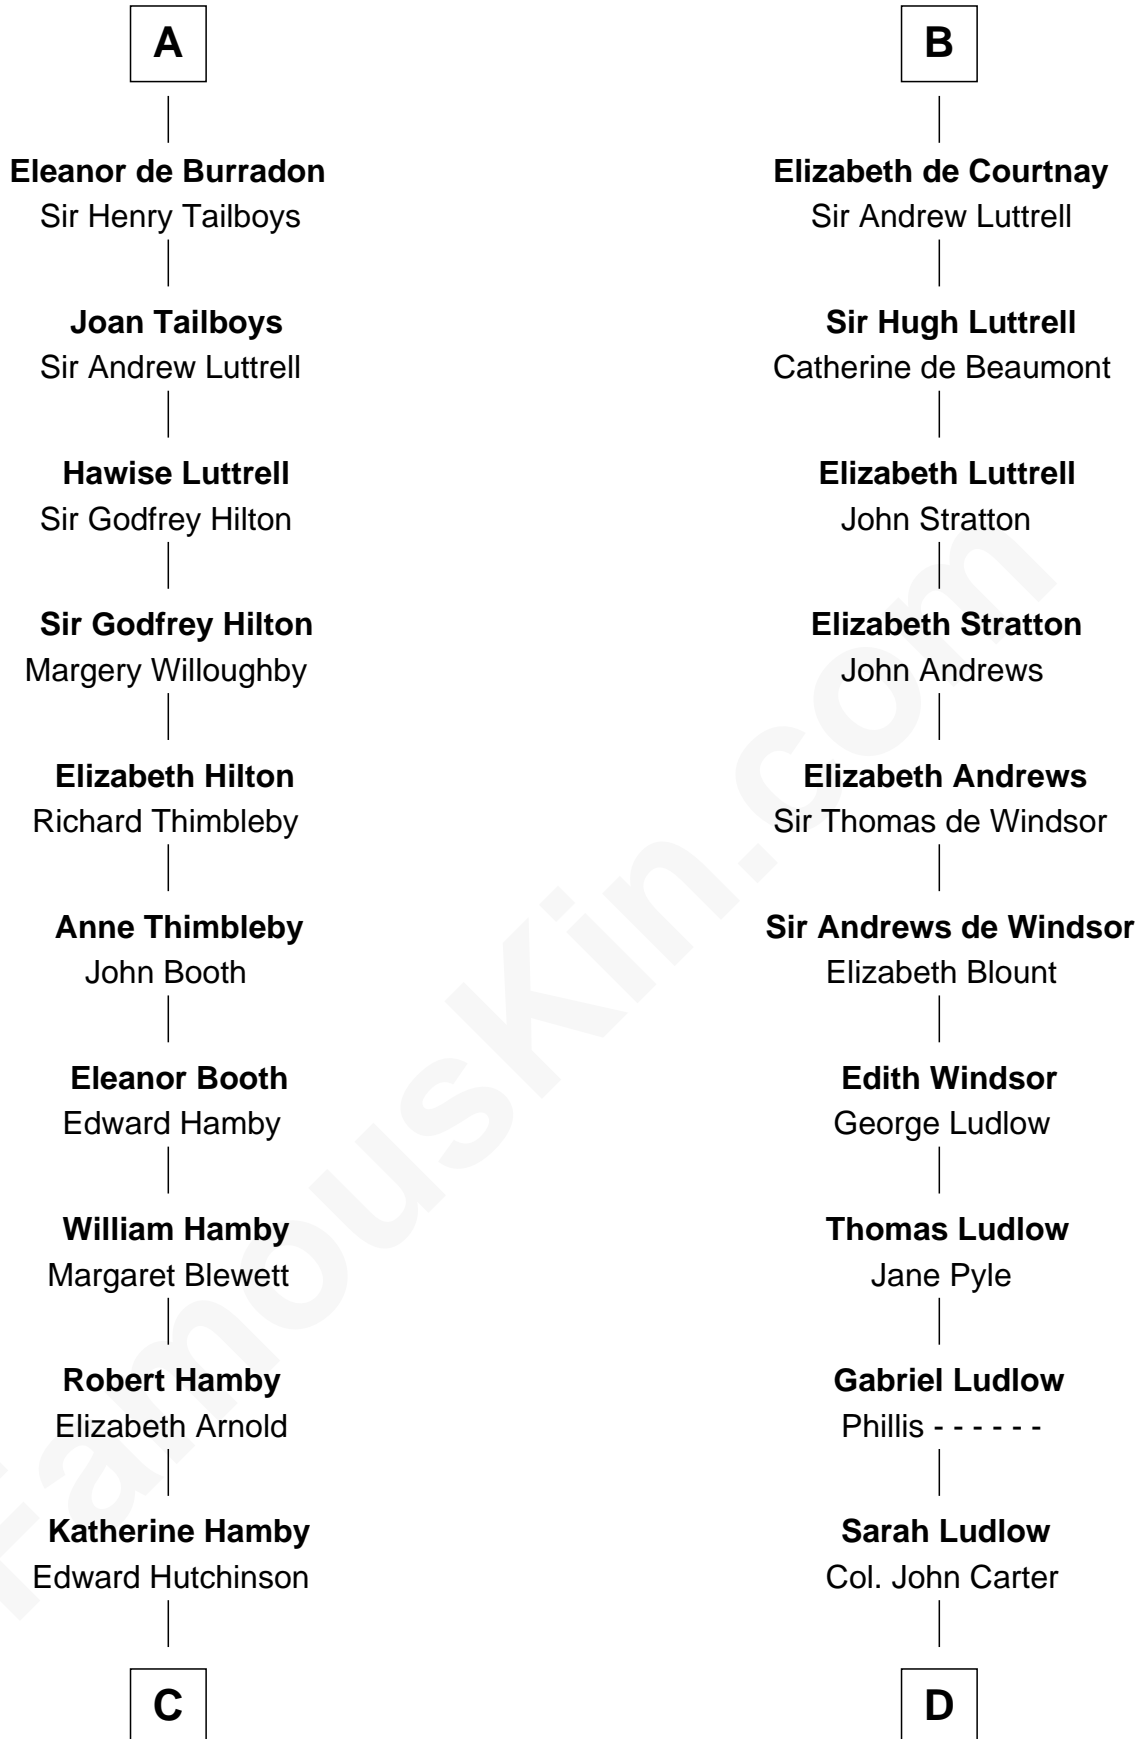 A
Eleanor de Burradon
Sir Henry Tailboys
Joan Tailboys
Sir Andrew Luttrell
Hawise Luttrell
Sir Godfrey Hilton
Sir Godfrey Hilton
Margery Willoughby
Elizabeth Hilton
Richard Thimbleby
Anne Thimbleby
John Booth
Eleanor Booth
Edward Hamby
William Hamby
Margaret Blewett
Robert Hamby
Elizabeth Arnold
Katherine Hamby
Edward Hutchinson
C
B
Elizabeth de Courtnay
Sir Andrew Luttrell
Sir Hugh Luttrell
Catherine de Beaumont
Elizabeth Luttrell
John Stratton
Elizabeth Stratton
John Andrews
Elizabeth Andrews
Sir Thomas de Windsor
Sir Andrews de Windsor
Elizabeth Blount
Edith Windsor
George Ludlow
Thomas Ludlow
Jane Pyle
Gabriel Ludlow
Phillis - - - - - -
Sarah Ludlow
Col. John Carter
D
FamousKin.com